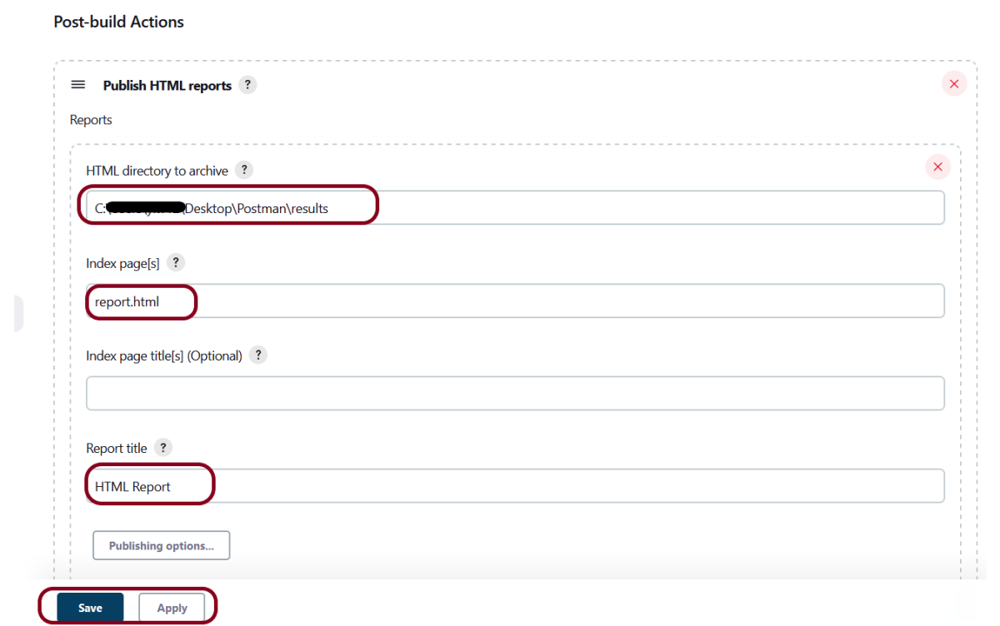 Post-build Actions
Publish HTML reports ?
Reports
HTML directory to archive ?
C:\ \Desktop\Postman\results
Index page[s] ?
report.html
Index page title[s] (Optional) ?
Report title ?
HTML Report
Publishing options...
Save Apply